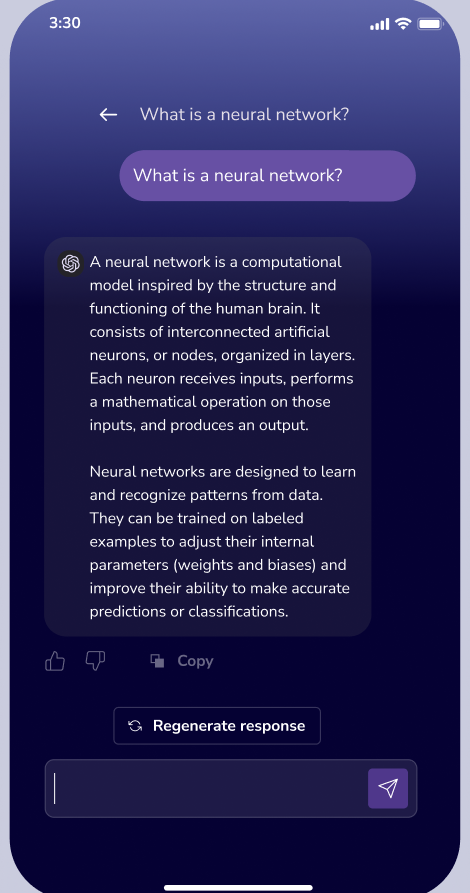 3:30
What is a neural network?
What is a neural network?
A neural network is a computational
model inspired by the structure and
functioning of the human brain. It
consists of interconnected artificial
neurons, or nodes, organized in layers.
Each neuron receives inputs, performs
a mathematical operation on those
inputs, and produces an output.
Neural networks are designed to learn
and recognize patterns from data.
They can be trained on labeled
examples to adjust their internal
parameters (weights and biases) and
improve their ability to make accurate
predictions or classifications.
Copy
Regenerate response